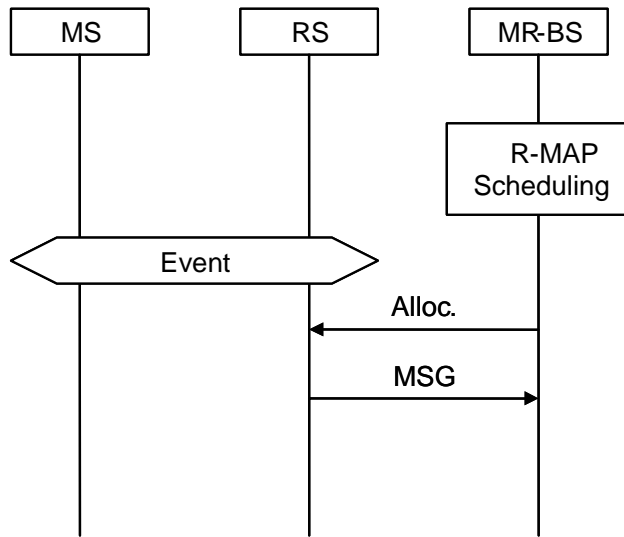 MS
RS
MR-BS
R-MAP
Scheduling
Event
Alloc.
MSG